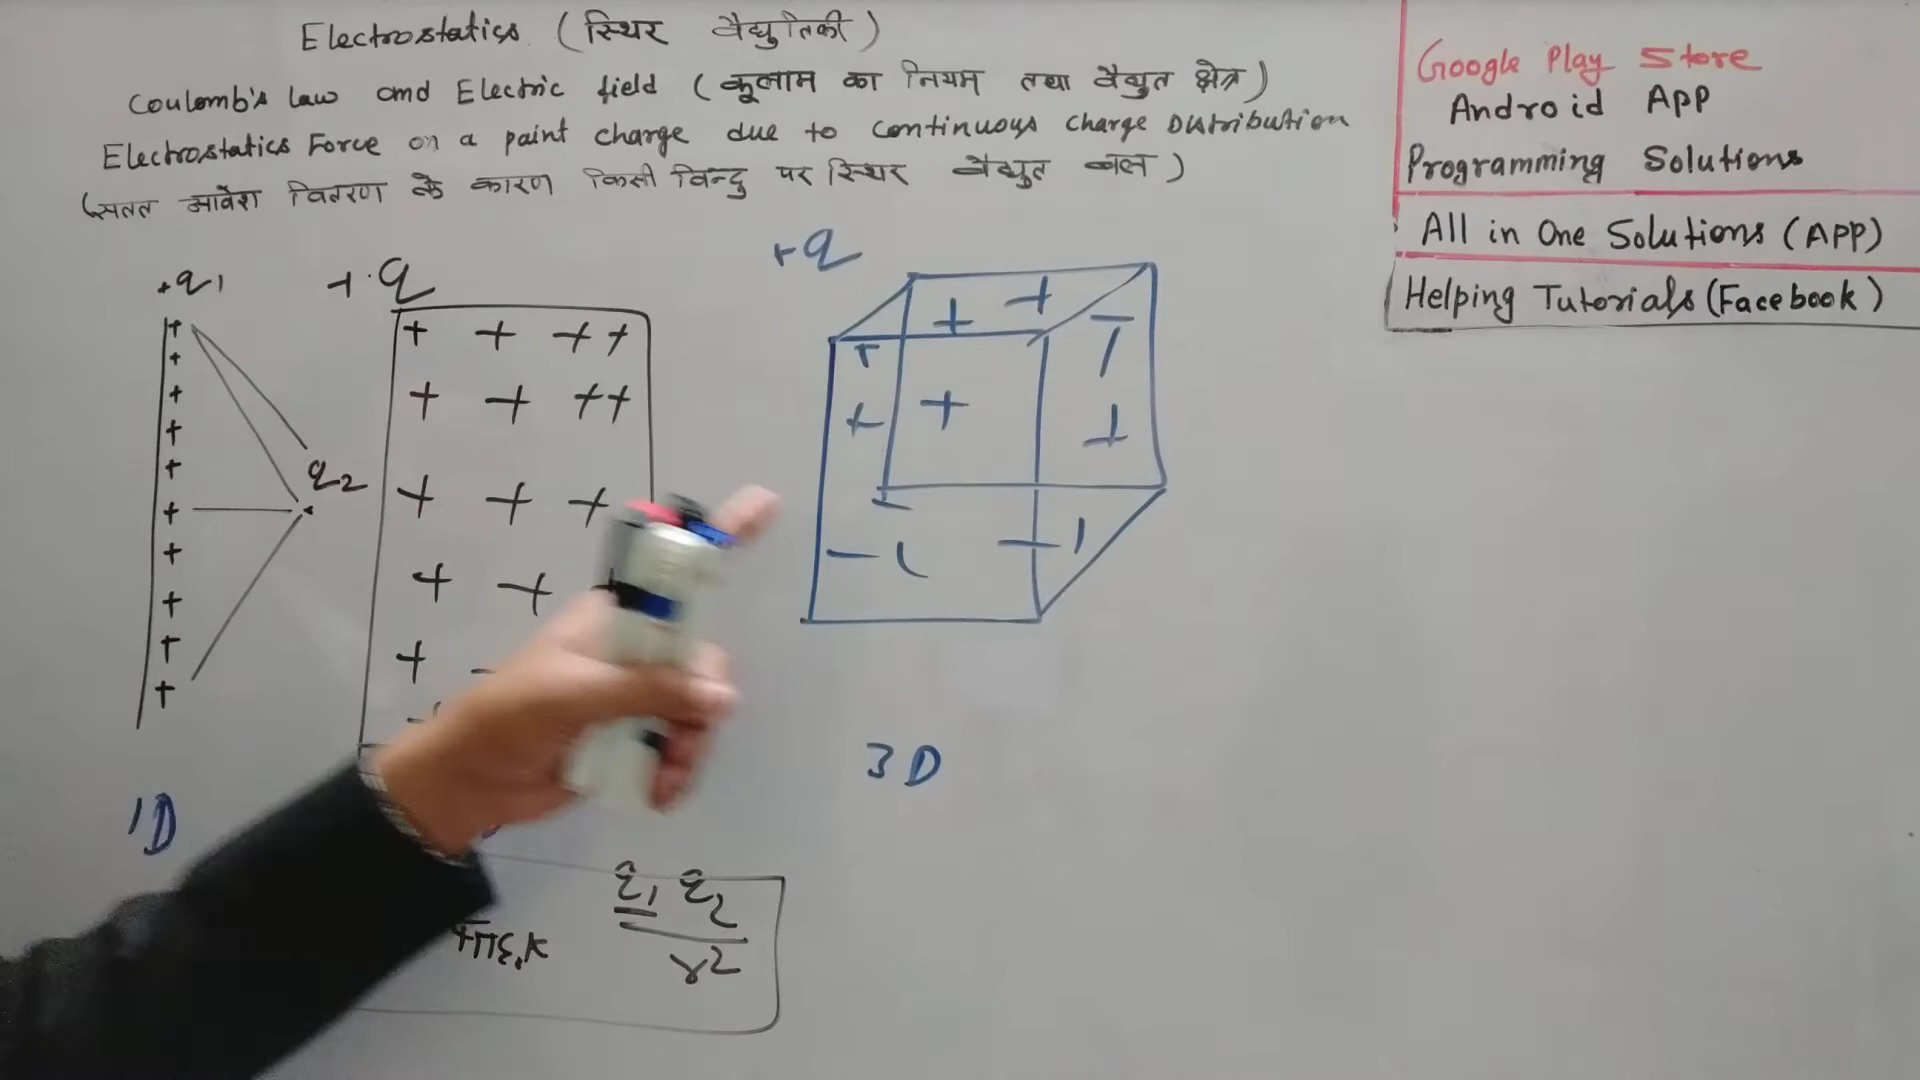 Electrostatics (स्थिर वैद्युतिकी)
Coulomb's Law and Electric field (कूलाम का नियम तथा वैद्युत क्षेत्र)
Electrostatics Force on a paint charge due to continuous charge Distribution
(सतत आवेश वितरण के कारण किसी विन्दु पर स्थिर वैद्युत बल)
Google Play Store
Android App
Programming Solutions
All in One Solutions (APP)
Helping Tutorials (Facebook)
+q1
+q
+q
q2
1D
3D
q1 q2
r2